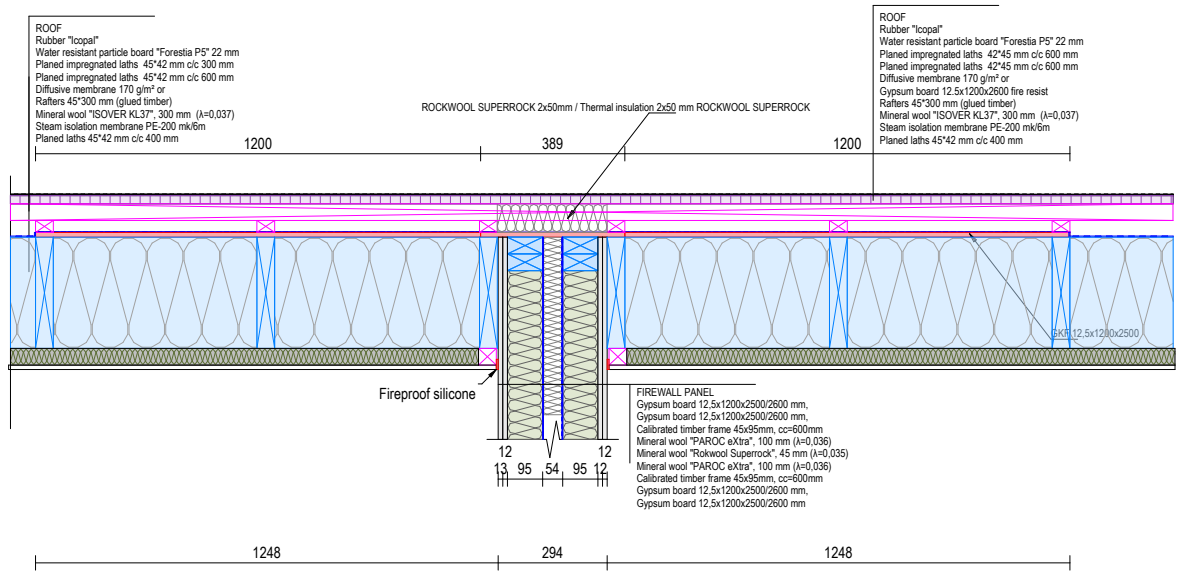 ROOF
Rubber "Icopal"
Water resistant particle board "Forestia P5" 22 mm
Planed impregnated laths 45*42 mm c/c 300 mm
Planed impregnated laths 45*42 mm c/c 600 mm
Diffusive membrane 170 g/m² or
Rafters 45*300 mm (glued timber)
Mineral wool "ISOVER KL37", 300 mm (λ=0,037)
Steam isolation membrane PE-200 mk/6m
Planed laths 45*42 mm c/c 400 mm
ROOF
Rubber "Icopal"
Water resistant particle board "Forestia P5" 22 mm
Planed impregnated laths 42*45 mm c/c 600 mm
Planed impregnated laths 42*45 mm c/c 600 mm
Diffusive membrane 170 g/m² or
Gypsum board 12.5x1200x2600 fire resist
Rafters 45*300 mm (glued timber)
Mineral wool "ISOVER KL37", 300 mm (λ=0,037)
Steam isolation membrane PE-200 mk/6m
Planed laths 45*42 mm c/c 400 mm
ROCKWOOL SUPERROCK 2x50mm / Thermal insulation 2x50 mm ROCKWOOL SUPERROCK
1200
389
1200
GKF 12,5x1200x2500
Fireproof silicone
FIREWALL PANEL
Gypsum board 12,5x1200x2500/2600 mm,
Gypsum board 12,5x1200x2500/2600 mm,
Calibrated timber frame 45x95mm, cc=600mm
Mineral wool "PAROC eXtra", 100 mm (λ=0,036)
Mineral wool "Rokwool Superrock", 45 mm (λ=0,035)
Mineral wool "PAROC eXtra", 100 mm (λ=0,036)
Calibrated timber frame 45x95mm, cc=600mm
Gypsum board 12,5x1200x2500/2600 mm,
Gypsum board 12,5x1200x2500/2600 mm
12
12
13
95
54
95
12
1248
294
1248